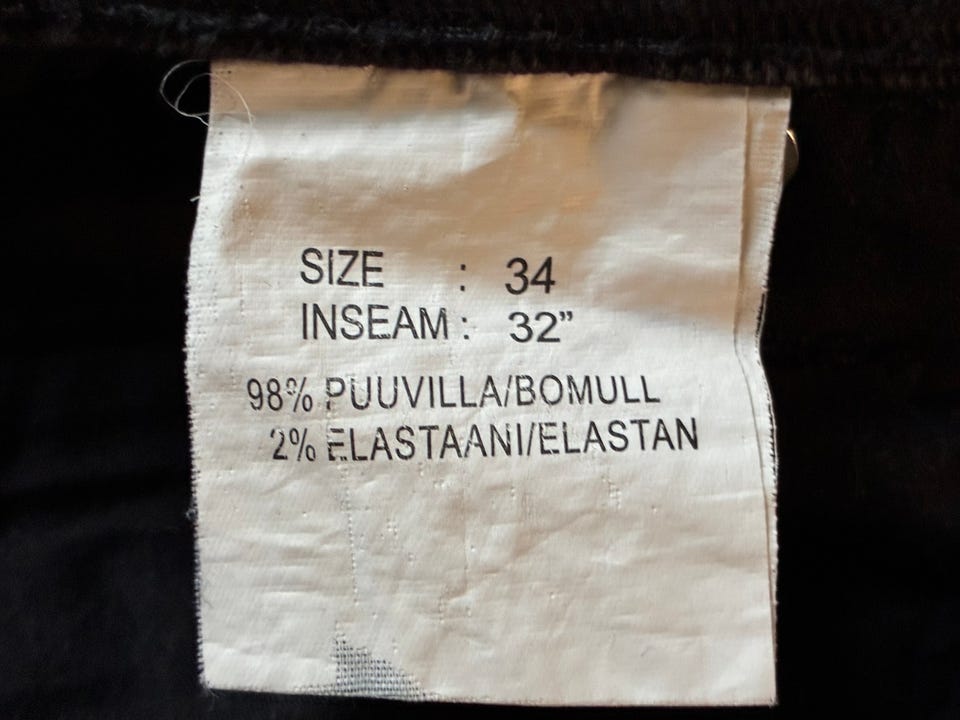 SIZE : 34
INSEAM : 32”
98% PUUVILLA/BOMULL
2% ELASTAANI/ELASTAN